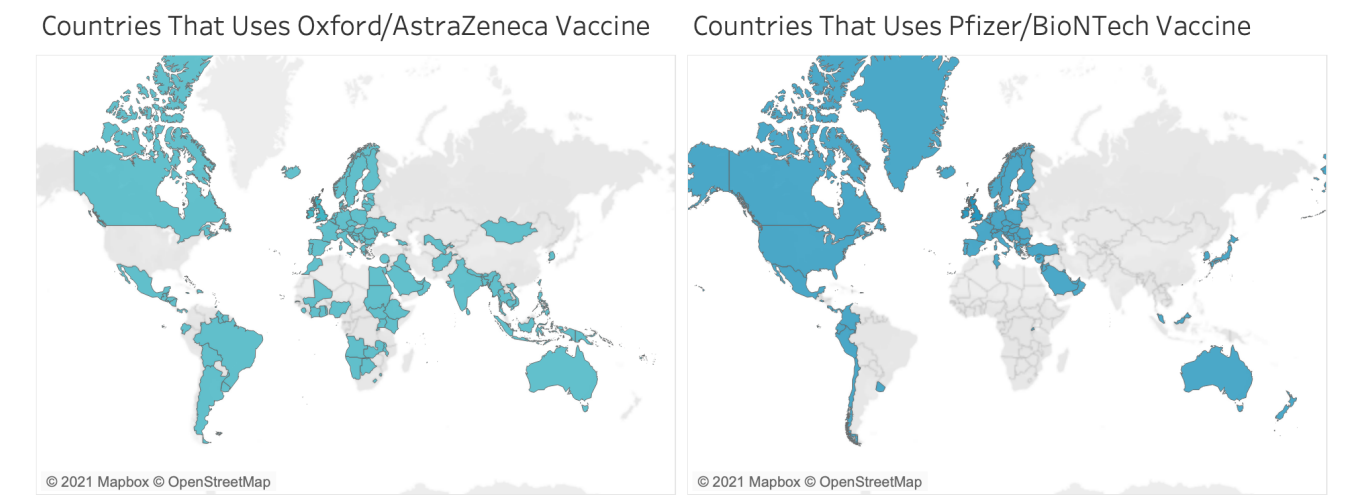 Countries That Uses Oxford/AstraZeneca Vaccine
Countries That Uses Pfizer/BioNTech Vaccine
© 2021 Mapbox © OpenStreetMap
© 2021 Mapbox © OpenStreetMap